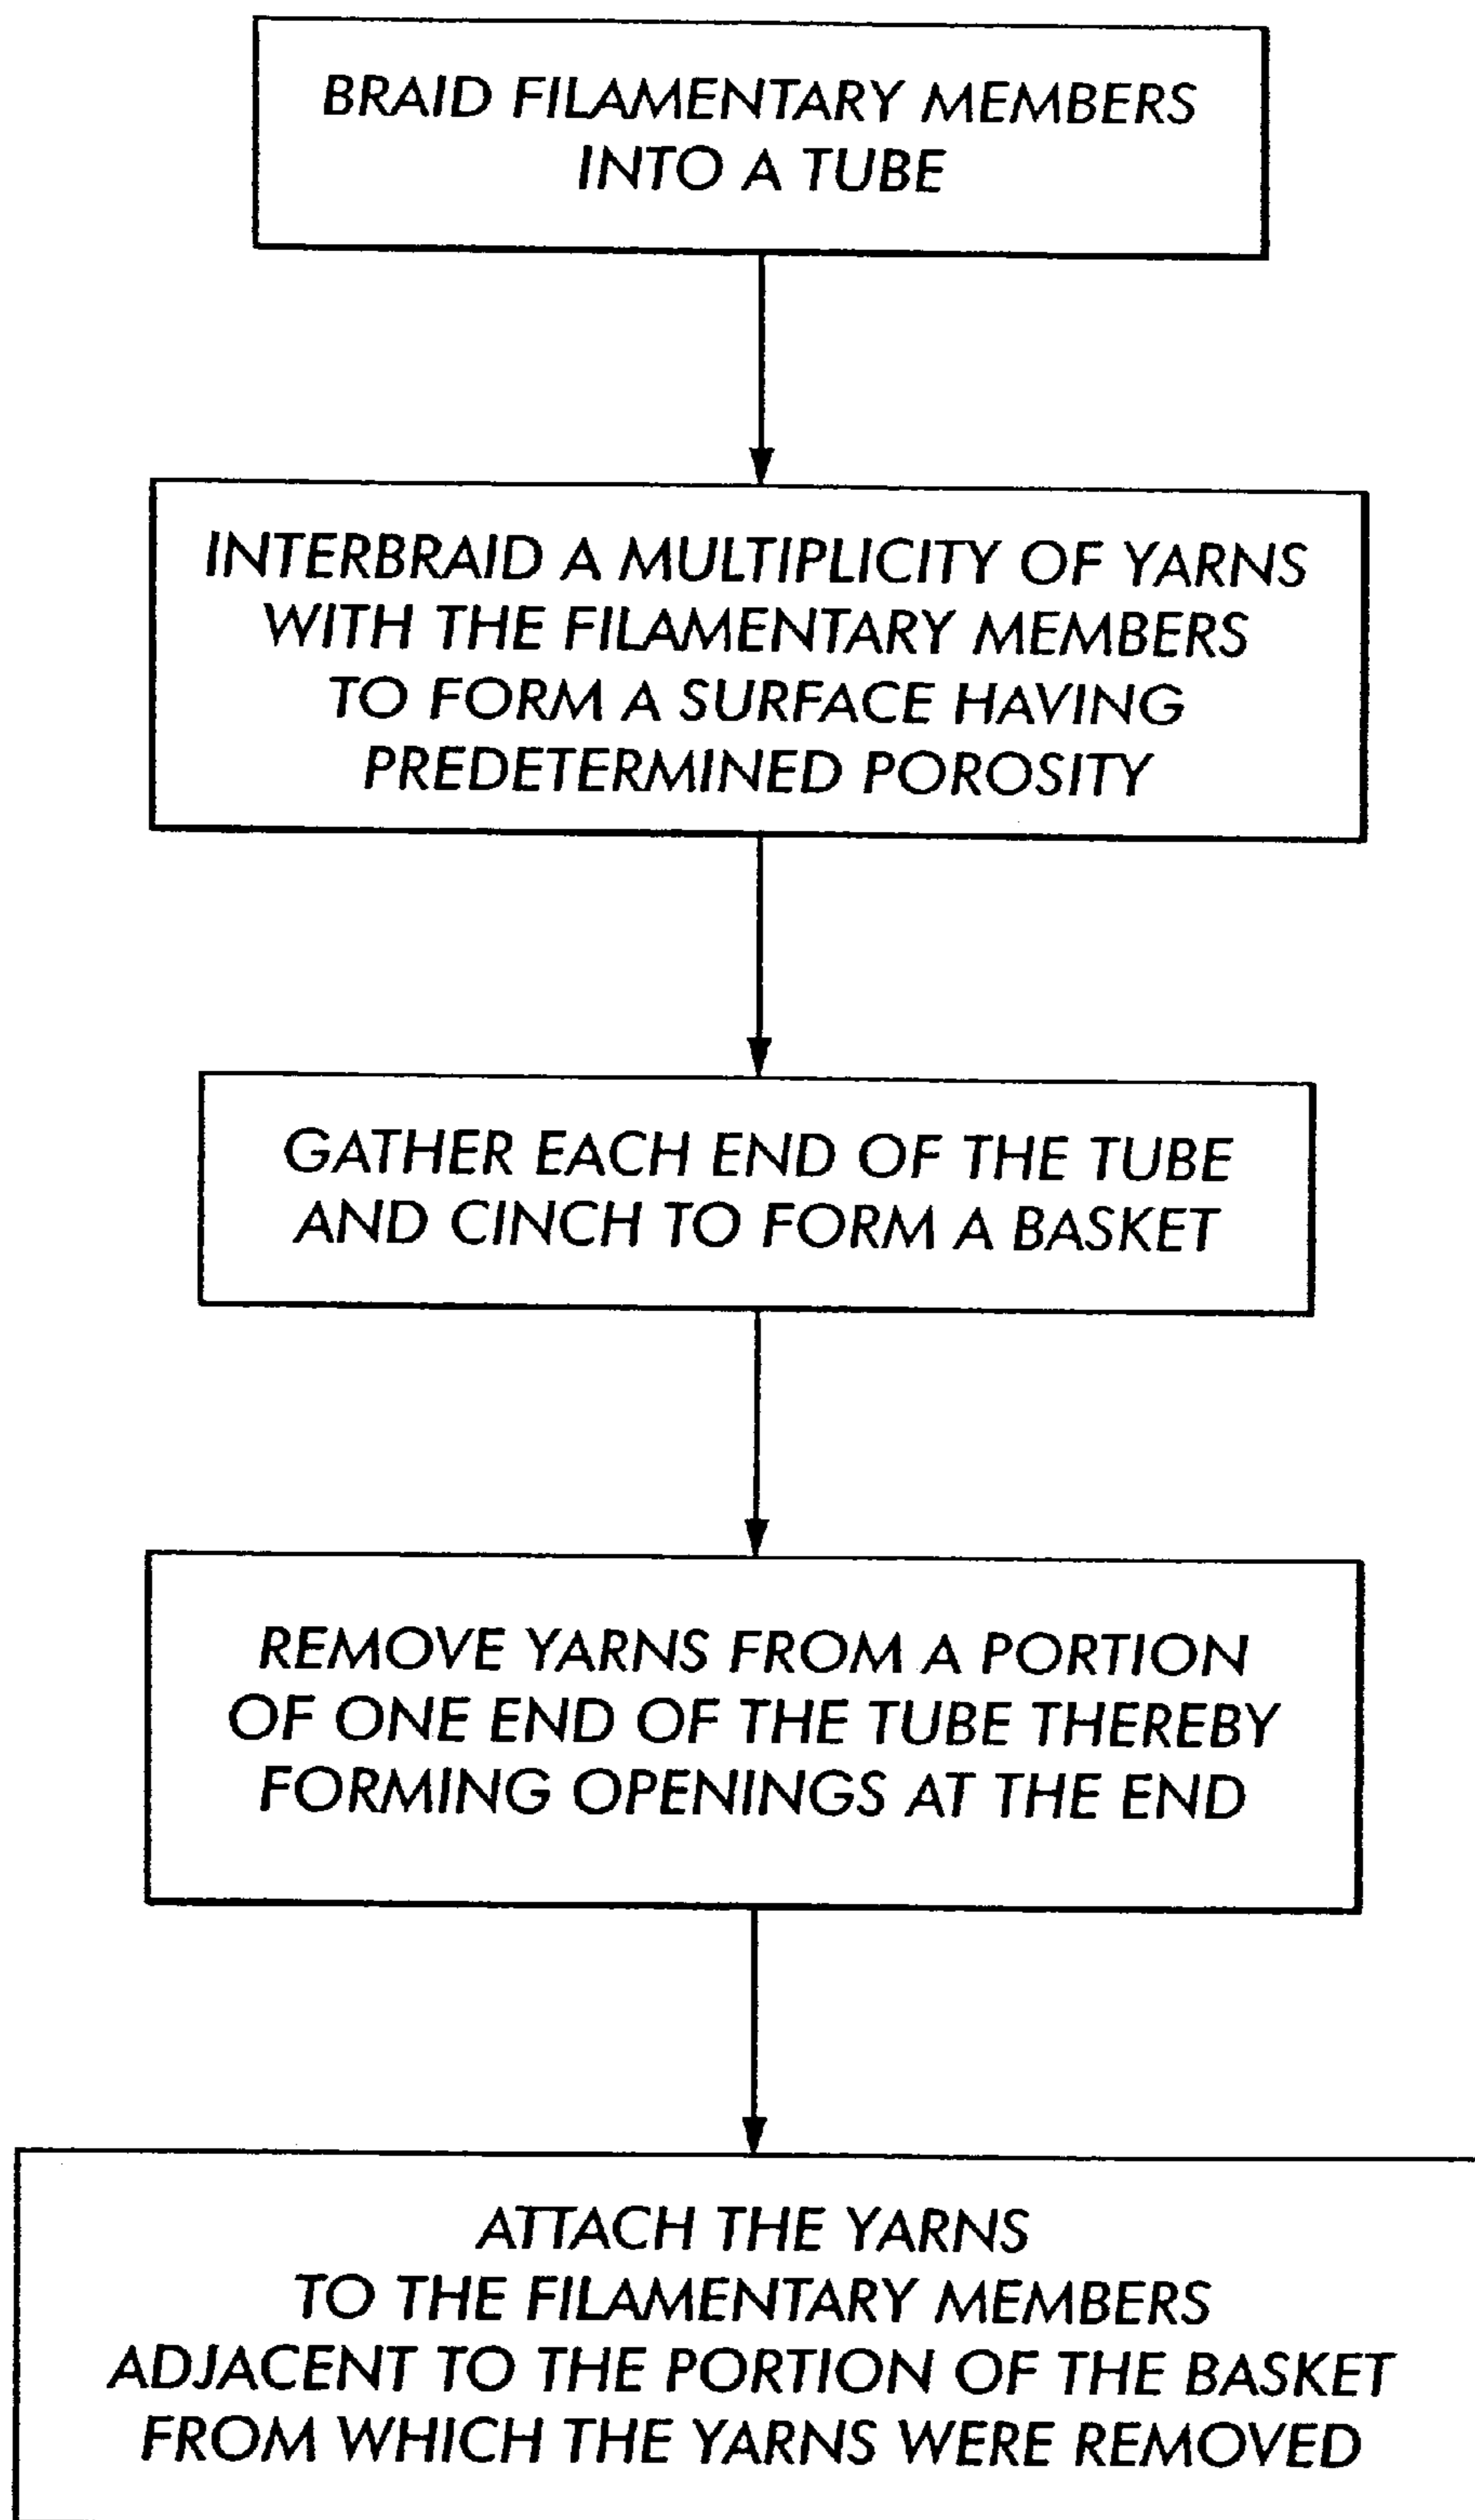 BRAID FILAMENTARY MEMBERS
INTO A TUBE
INTERBRAID A MULTIPLICITY OF YARNS
WITH THE FILAMENTARY MEMBERS
TO FORM A SURFACE HAVING
PREDETERMINED POROSITY
GATHER EACH END OF THE TUBE
AND CINCH TO FORM A BASKET
REMOVE YARNS FROM A PORTION
OF ONE END OF THE TUBE THEREBY
FORMING OPENINGS AT THE END
ATTACH THE YARNS
TO THE FILAMENTARY MEMBERS
ADJACENT TO THE PORTION OF THE BASKET
FROM WHICH THE YARNS WERE REMOVED